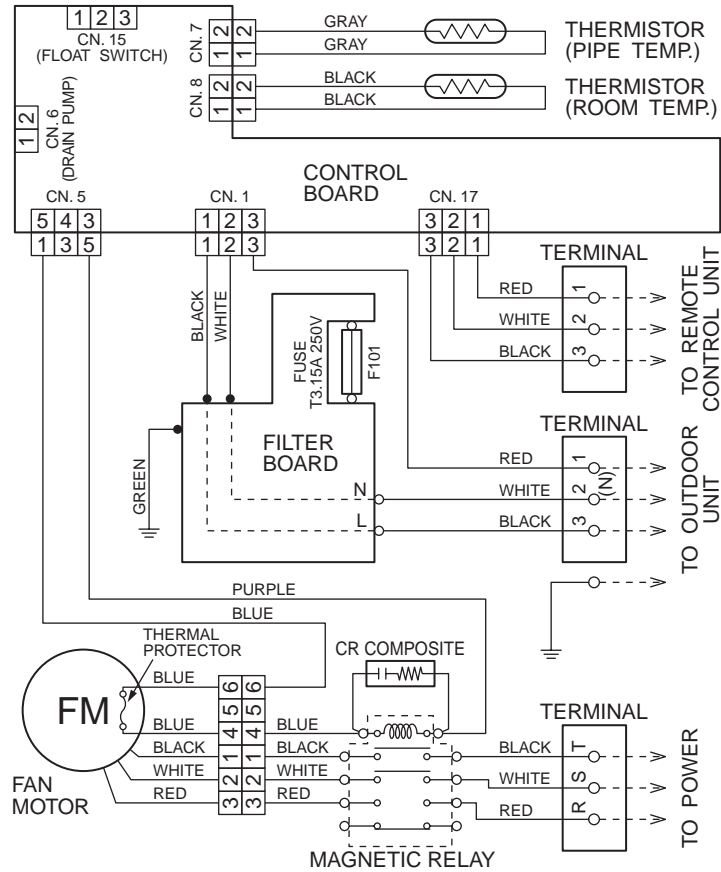 1 2 3
CN. 15
(FLOAT SWITCH)
CN. 7
2 2
1 1
GRAY
GRAY
THERMISTOR
(PIPE TEMP.)
CN. 8
2 2
1 1
BLACK
BLACK
THERMISTOR
(ROOM TEMP.)
1 2
CN. 6
(DRAIN PUMP)
CONTROL
BOARD
CN. 5
5 4 3
1 3 5
CN. 1
1 2 3
1 2 3
CN. 17
3 2 1
3 2 1
BLACK
WHITE
TERMINAL
RED
1
WHITE
2
BLACK
3
TO REMOTE
CONTROL UNIT
FUSE
T3.15A 250V
F101
FILTER
BOARD
GREEN
N
L
TERMINAL
RED
1
WHITE
2
(N)
BLACK
3
TO OUTDOOR
UNIT
PURPLE
BLUE
THERMAL
PROTECTOR
CR COMPOSITE
FM
FAN
MOTOR
BLUE
6 6
5 5
BLUE
4 4
BLUE
BLACK
1 1
BLACK
WHITE
2 2
WHITE
RED
3 3
RED
TERMINAL
BLACK
T
WHITE
S
RED
R
TO POWER
MAGNETIC RELAY